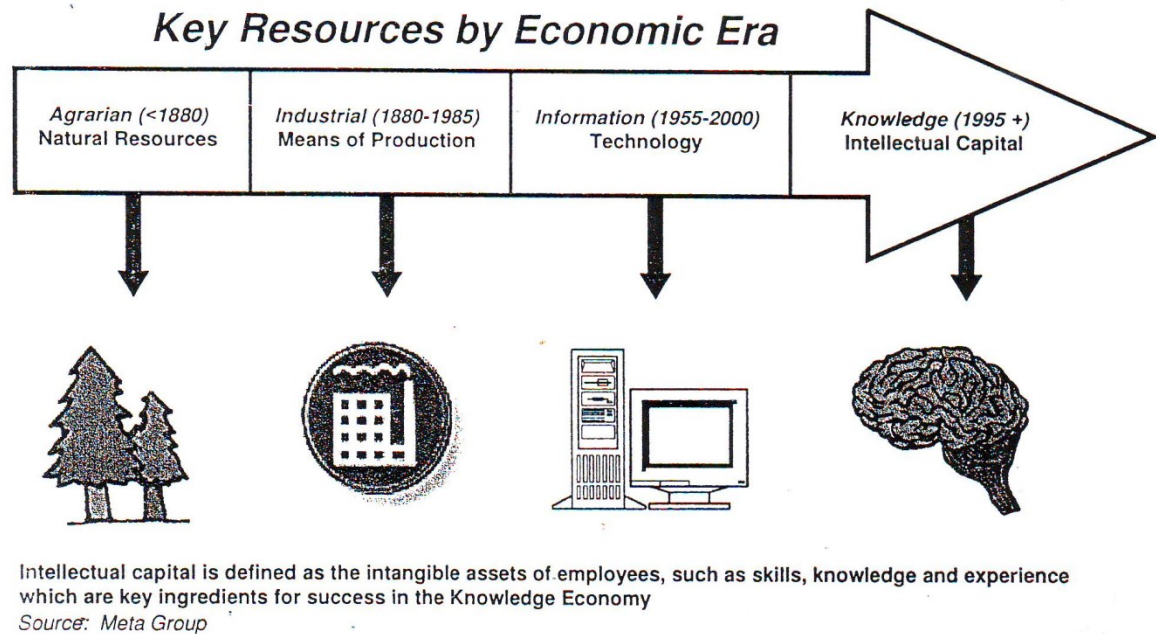 Key Resources by Economic Era
Agrarian (<1880)
Natural Resources
Industrial (1880-1985)
Means of Production
Information (1955-2000)
Technology
Knowledge (1995 +)
Intellectual Capital
Intellectual capital is defined as the intangible assets of employees, such as skills, knowledge and experience
which are key ingredients for success in the Knowledge Economy
Source: Meta Group